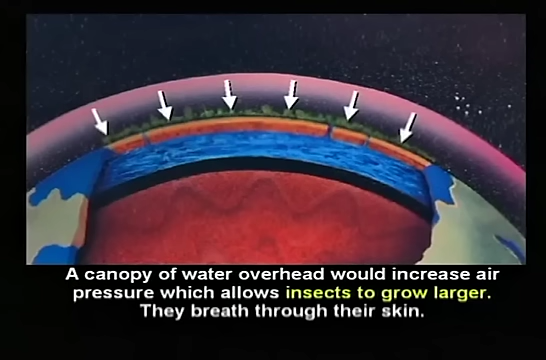 A canopy of water overhead would increase air
pressure which allows insects to grow larger.
They breath through their skin.